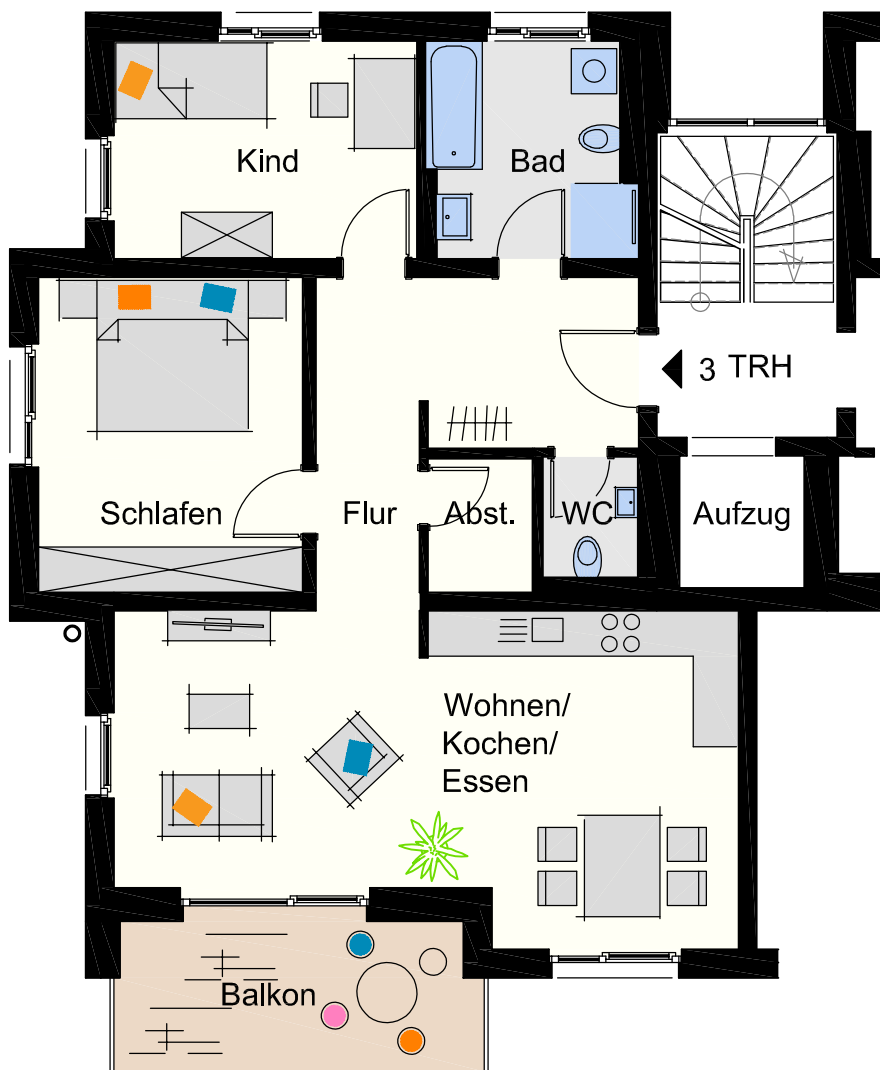 Kind
Bad
3 TRH
Schlafen
Flur
Abst.
WC
Aufzug
Wohnen/
Kochen/
Essen
Balkon